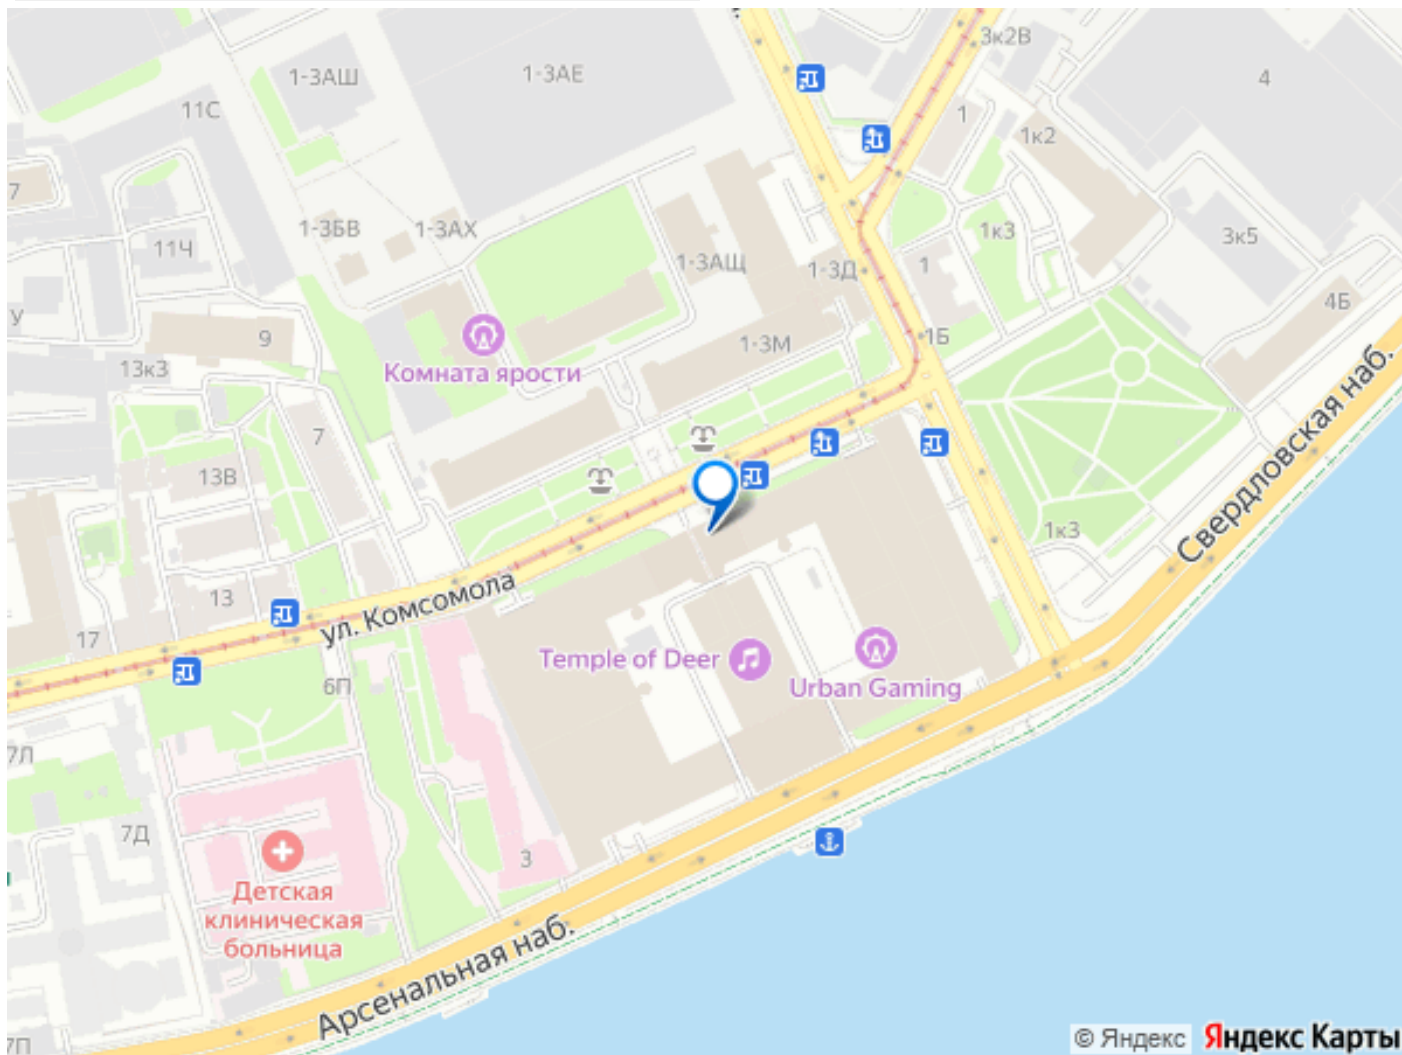 3к2В
1-3АШ
1-3АЕ
4
11С
1
1к2
7
1-3БВ
1-3АХ
1к3
3к5
11Ч
1-3АЩ
1-3Д
1
4Б
У
9
1-3М
1Б
13к3
Комната ярости
7
13В
Свердловская наб.
1к3
13
ул. Комсомола
17
Temple of Deer
6П
Urban Gaming
7Л
7Д
3
Детская
клиническая
больница
Арсенальная наб.
7П
© Яндекс Яндекс Карты